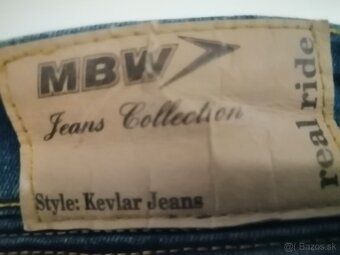 MBW
Jeans Collection
Style: Kevlar Jeans
real ride
Bazos.sk